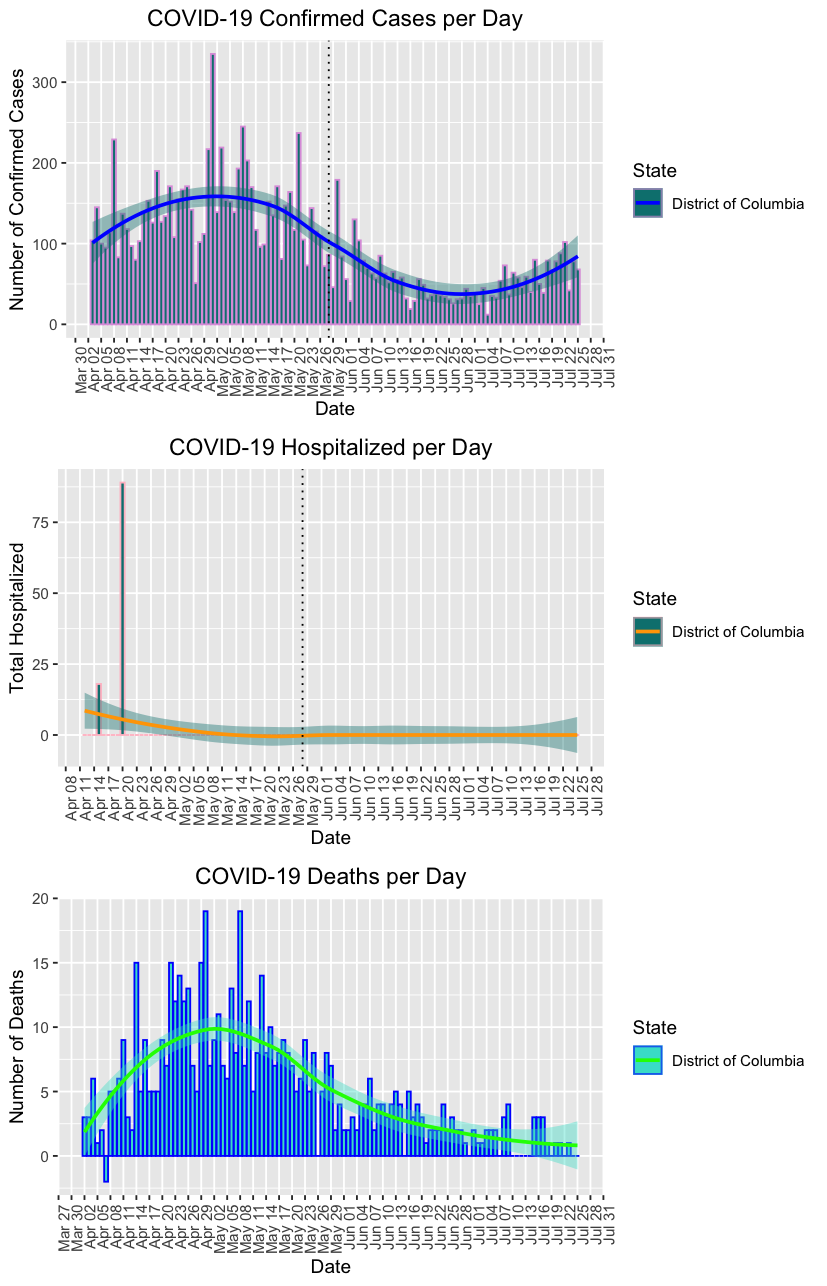 COVID-19 Confirmed Cases per Day
Number of Confirmed Cases
300
200
100
0
Mar 30
Apr 02
Apr 05
Apr 08
Apr 11
Apr 14
Apr 17
Apr 20
Apr 23
Apr 26
Apr 29
May 02
May 05
May 08
May 11
May 14
May 17
May 20
May 23
May 26
May 29
Jun 01
Jun 04
Jun 07
Jun 10
Jun 13
Jun 16
Jun 19
Jun 22
Jun 25
Jun 28
Jul 01
Jul 04
Jul 07
Jul 10
Jul 13
Jul 16
Jul 19
Jul 22
Jul 25
Jul 28
Jul 31
Date
State
District of Columbia
COVID-19 Hospitalized per Day
Total Hospitalized
75
50
25
0
Apr 08
Apr 11
Apr 14
Apr 17
Apr 20
Apr 23
Apr 26
Apr 29
May 02
May 05
May 08
May 11
May 14
May 17
May 20
May 23
May 26
May 29
Jun 01
Jun 04
Jun 07
Jun 10
Jun 13
Jun 16
Jun 19
Jun 22
Jun 25
Jun 28
Jul 01
Jul 04
Jul 07
Jul 10
Jul 13
Jul 16
Jul 19
Jul 22
Jul 25
Jul 28
Date
State
District of Columbia
COVID-19 Deaths per Day
Number of Deaths
20
15
10
5
0
Mar 27
Mar 30
Apr 02
Apr 05
Apr 08
Apr 11
Apr 14
Apr 17
Apr 20
Apr 23
Apr 26
Apr 29
May 02
May 05
May 08
May 11
May 14
May 17
May 20
May 23
May 26
May 29
Jun 01
Jun 04
Jun 07
Jun 10
Jun 13
Jun 16
Jun 19
Jun 22
Jun 25
Jun 28
Jul 01
Jul 04
Jul 07
Jul 10
Jul 13
Jul 16
Jul 19
Jul 22
Jul 25
Jul 28
Jul 31
Date
State
District of Columbia